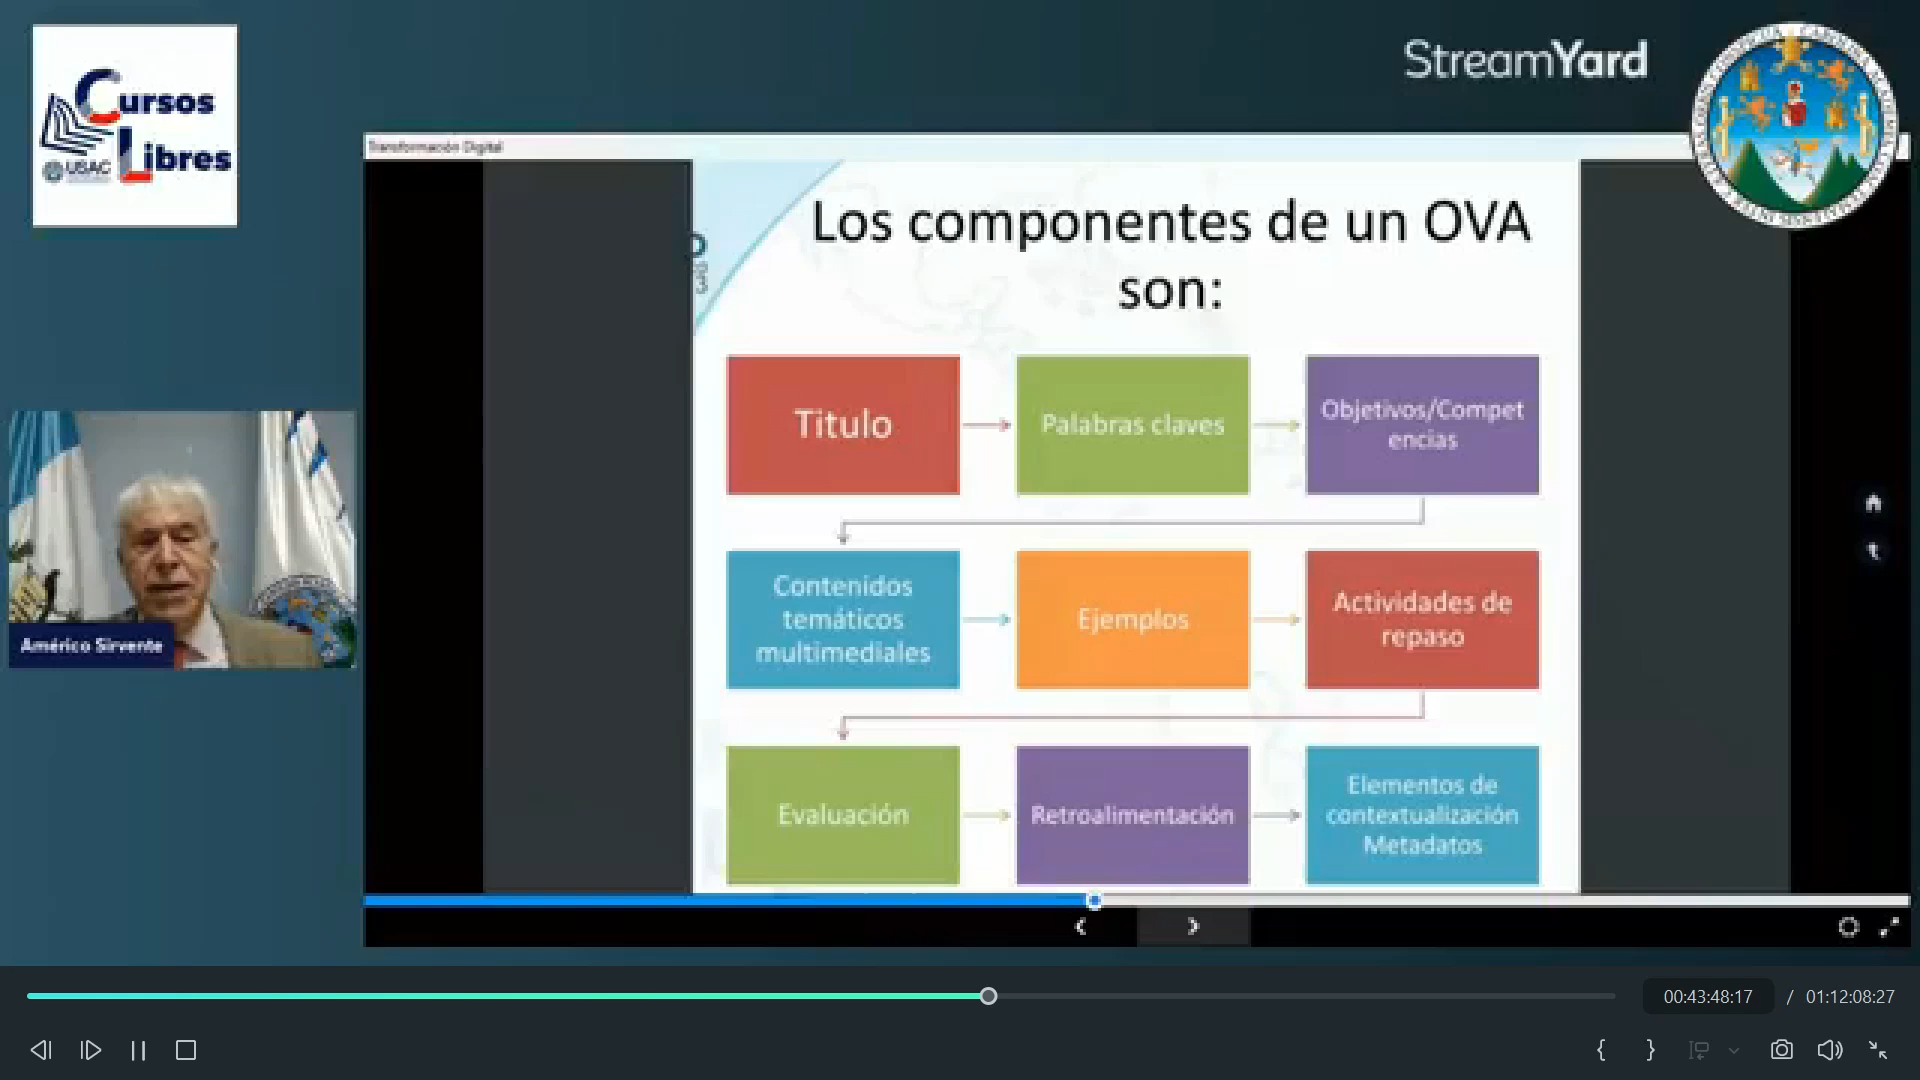 Cursos
Libres
USAC
StreamYard
Transformación Digital
Los componentes de un OVA
son:
Titulo
Palabras claves
Objetivos/Compet
encias
Contenidos
temáticos
multimediales
Ejemplos
Actividades de
repaso
Evaluación
Retroalimentación
Elementos de
contextualización
Metadatos
Américo Sirvente
00:43:48:17 / 01:12:08:27